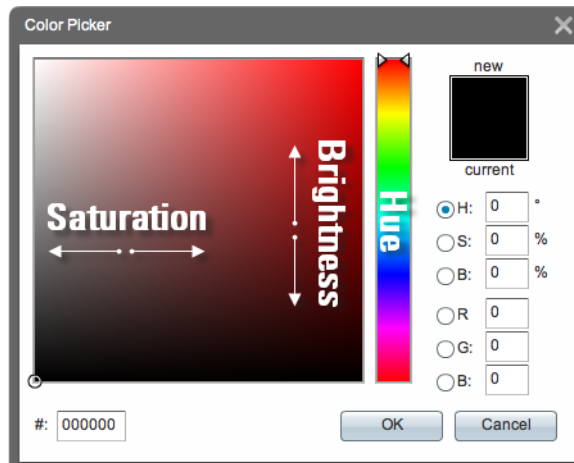 Color Picker
new
current
Saturation
Brightness
Hue
H: 0 °
S: 0 %
B: 0 %
R 0
G: 0
B: 0
#: 000000
OK Cancel